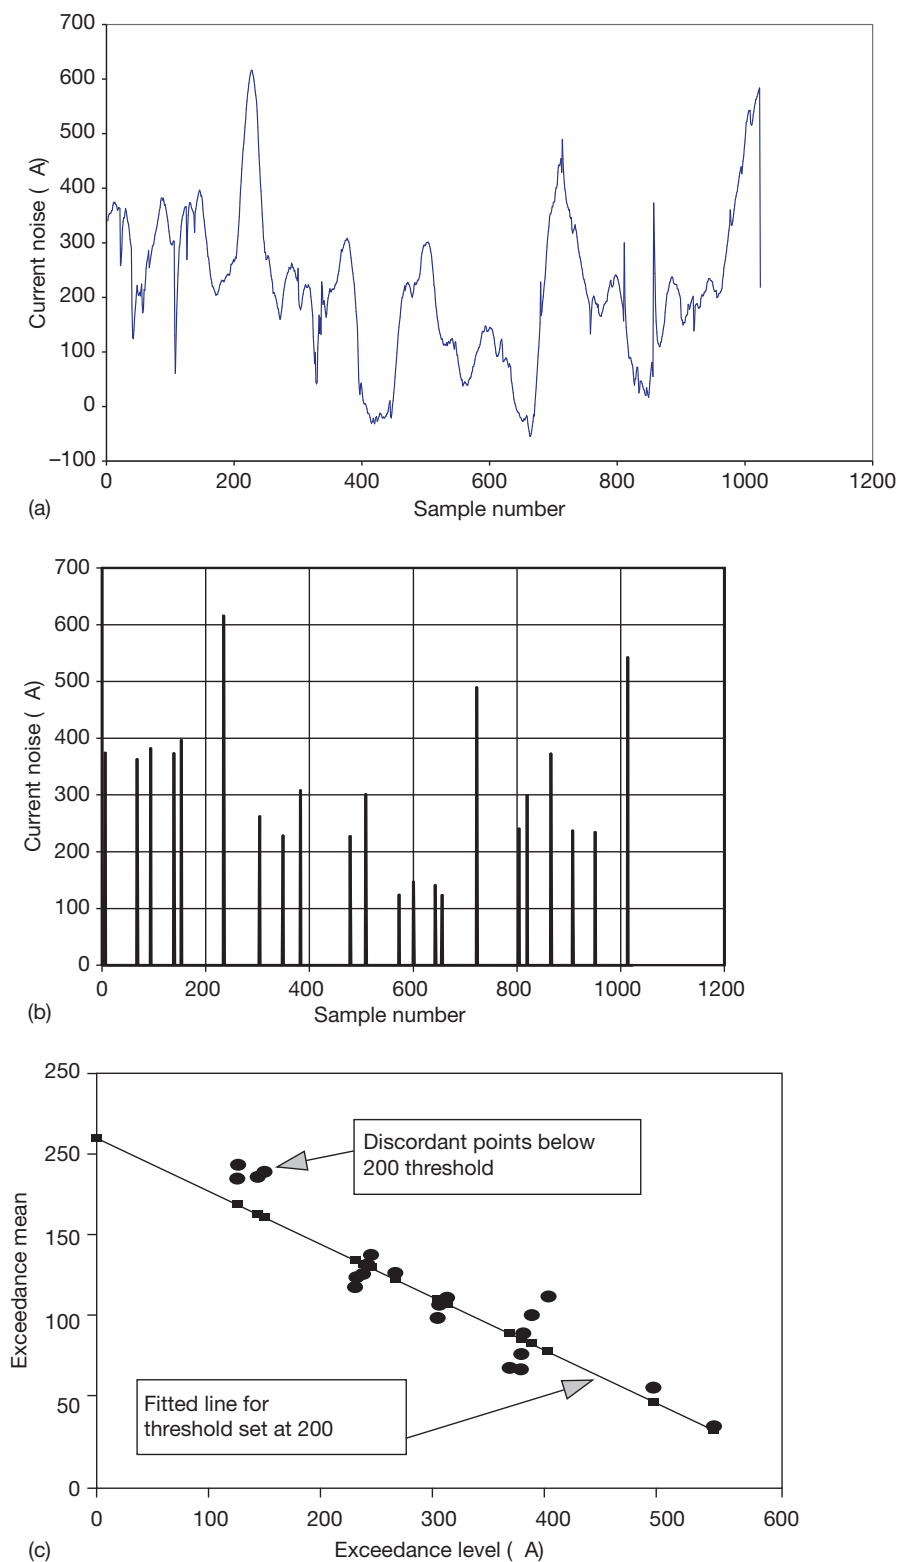 700
600
500
400
300
200
100
0
–100
Current noise ( A)
0 200 400 600 800 1000 1200
Sample number
(a)
700
600
500
400
300
200
100
0
Current noise ( A)
0 200 400 600 800 1000 1200
Sample number
(b)
250
250
150
100
50
0
Exceedance mean
Discordant points below
200 threshold
Fitted line for
threshold set at 200
0 100 200 300 400 500 600
Exceedance level ( A)
(c)